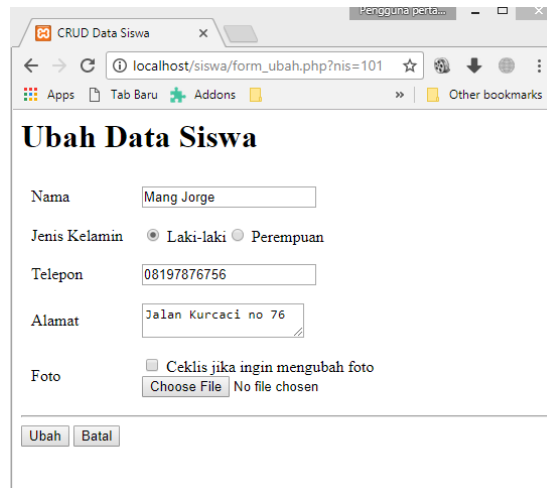 Pengguna perta...
CRUD Data Siswa
localhost/siswa/form_ubah.php?nis=101
Apps Tab Baru Addons » Other bookmarks
Ubah Data Siswa
Nama Mang Jorge
Jenis Kelamin Laki-laki Perempuan
Telepon 08197876756
Alamat Jalan Kurcaci no 76
Ceklis jika ingin mengubah foto
Foto
Choose File No file chosen
Ubah Batal